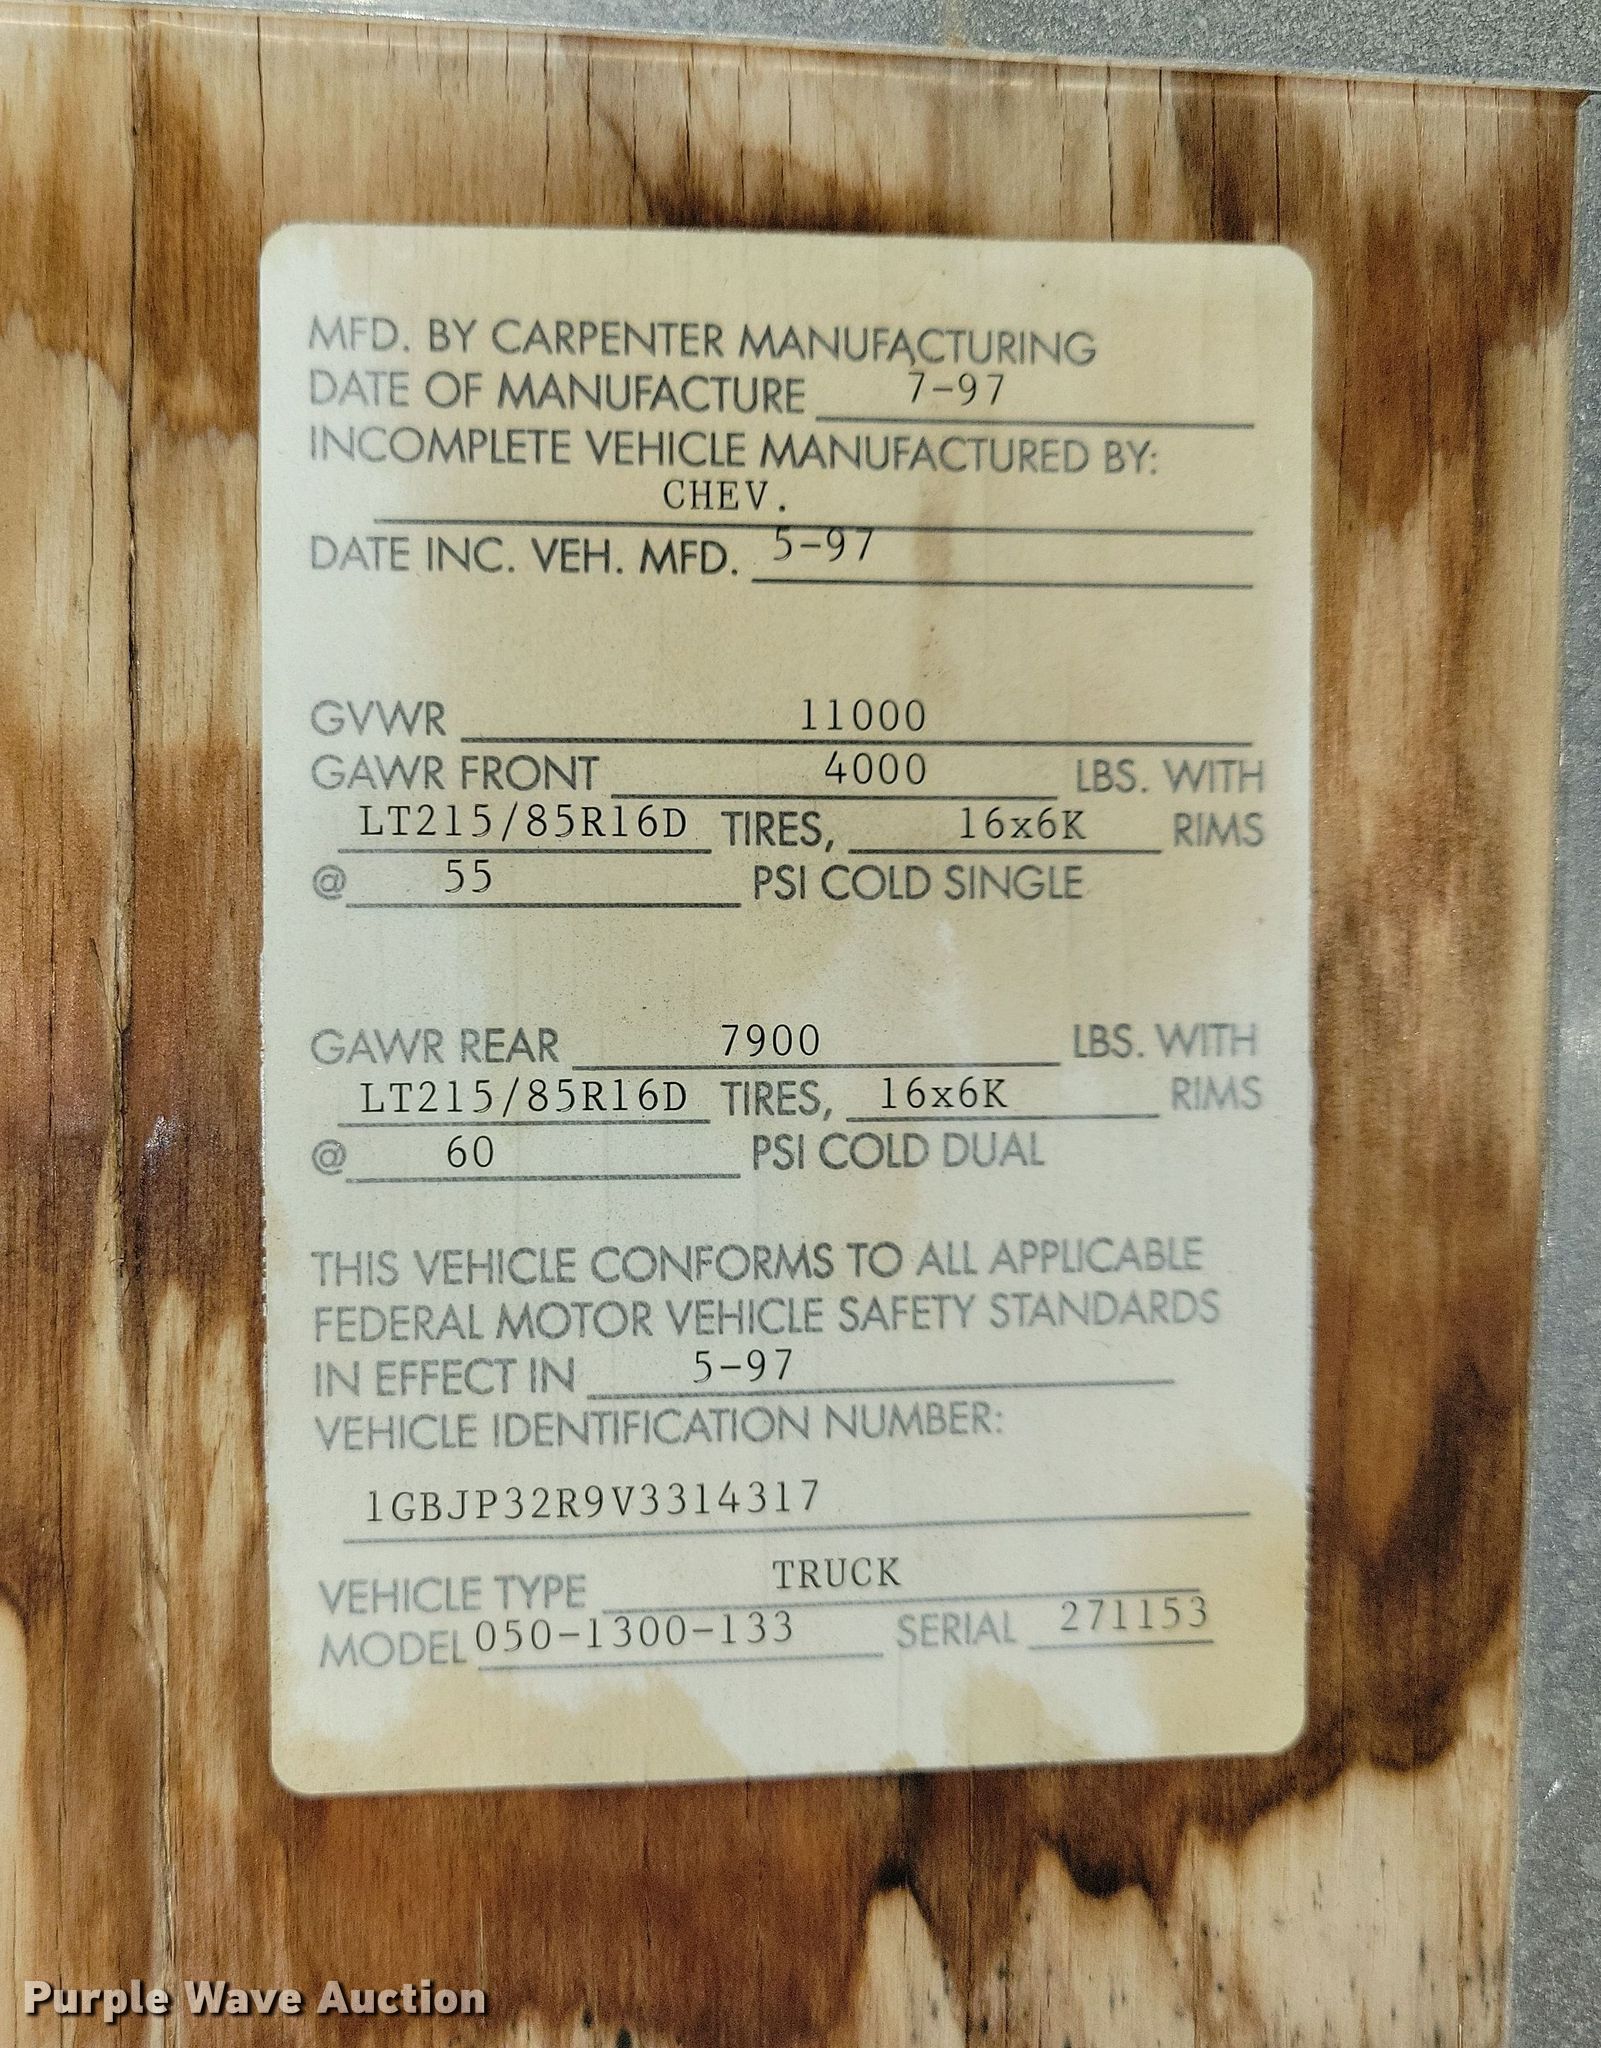 MFD. BY CARPENTER MANUFACTURING
DATE OF MANUFACTURE 7-97
INCOMPLETE VEHICLE MANUFACTURED BY:
CHEV.
DATE INC. VEH. MFD. 5-97
GVWR 11000
GAWR FRONT 4000 LBS. WITH
LT215/85R16D TIRES, 16x6K RIMS
@ 55 PSI COLD SINGLE
GAWR REAR 7900 LBS. WITH
LT215/85R16D TIRES, 16x6K RIMS
@ 60 PSI COLD DUAL
THIS VEHICLE CONFORMS TO ALL APPLICABLE
FEDERAL MOTOR VEHICLE SAFETY STANDARDS
IN EFFECT IN 5-97
VEHICLE IDENTIFICATION NUMBER:
1GBJP32R9V3314317
VEHICLE TYPE TRUCK
MODEL 050-1300-133 SERIAL 271153
Purple Wave Auction